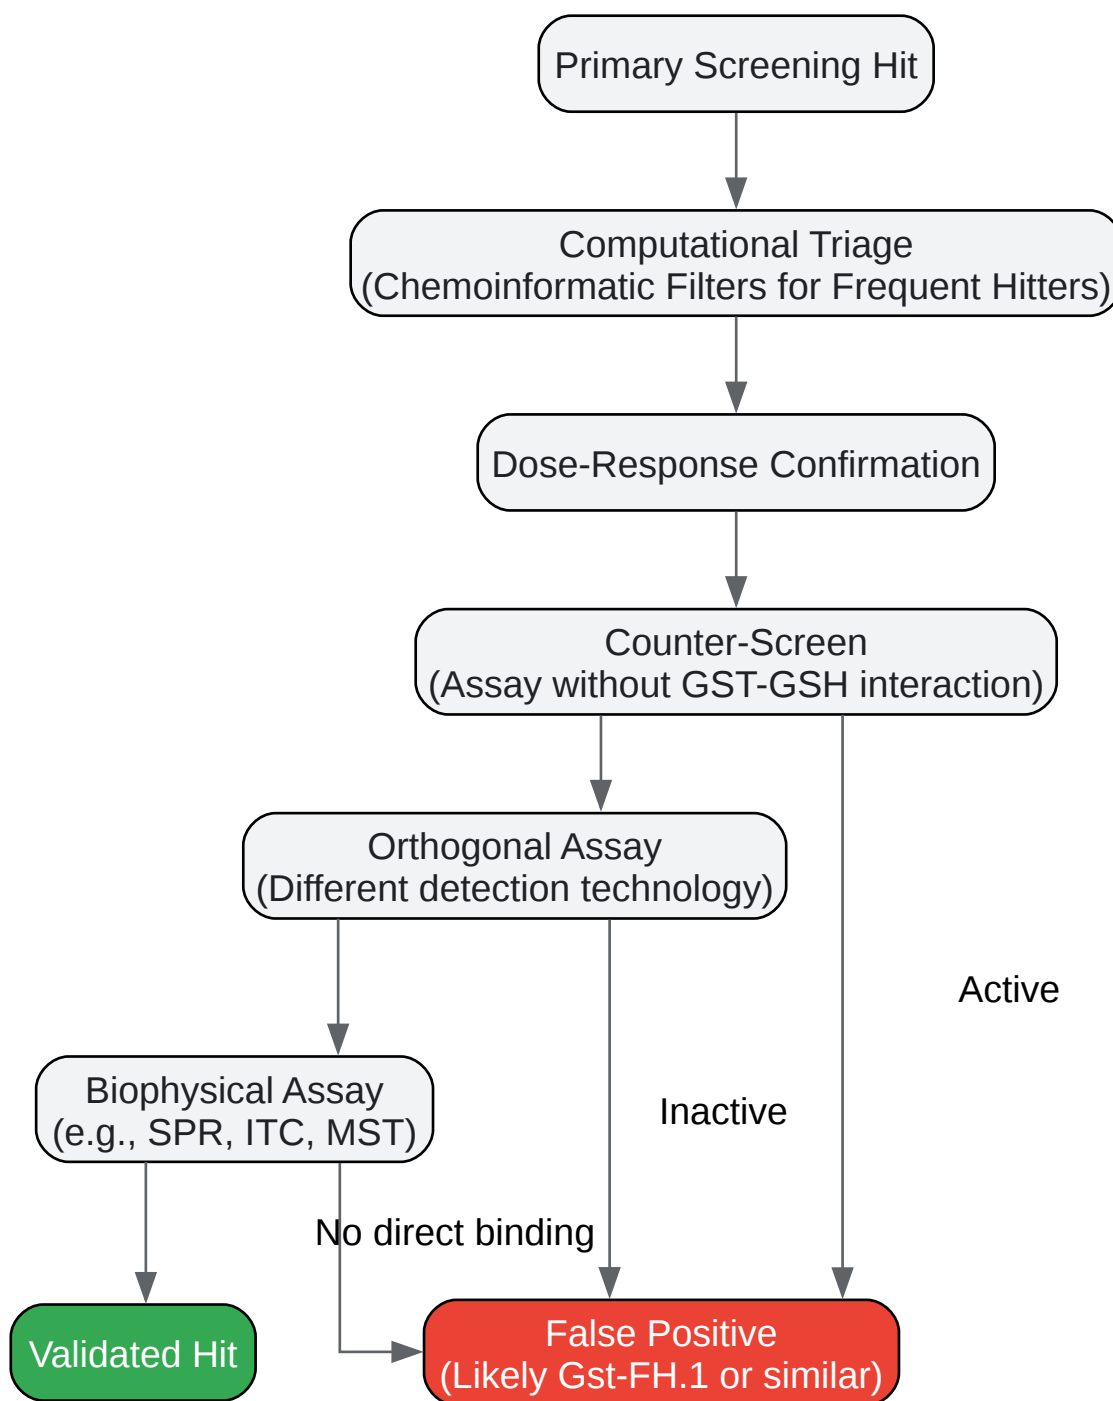 Primary Screening Hit
Computational Triage
(Chemoinformatic Filters for Frequent Hitters)
Dose-Response Confirmation
Counter-Screen
(Assay without GST-GSH interaction)
Orthogonal Assay
(Different detection technology)
Active
Biophysical Assay
(e.g., SPR, ITC, MST)
Inactive
No direct binding
Validated Hit
False Positive
(Likely Gst-FH.1 or similar)